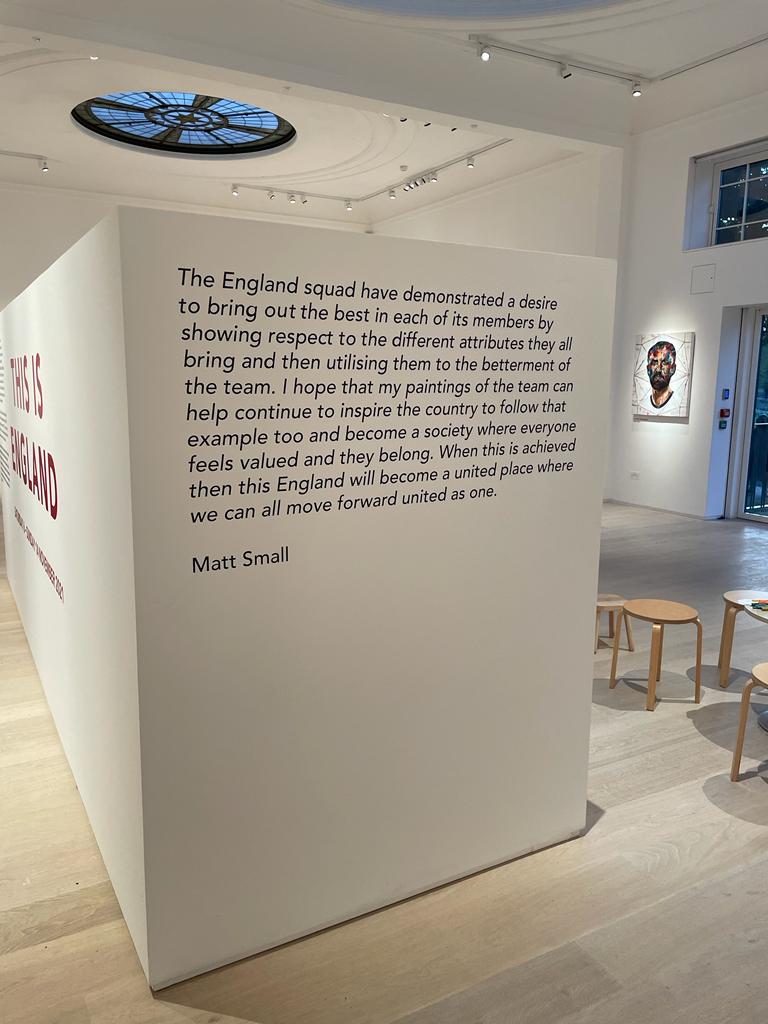 THIS IS
ENGLAND
NOVEMBER 2021
The England squad have demonstrated a desire
to bring out the best in each of its members by
showing respect to the different attributes they all
bring and then utilising them to the betterment of
the team. I hope that my paintings of the team can
help continue to inspire the country to follow that
example too and become a society where everyone
feels valued and they belong. When this is achieved
then this England will become a united place where
we can all move forward united as one.
Matt Small